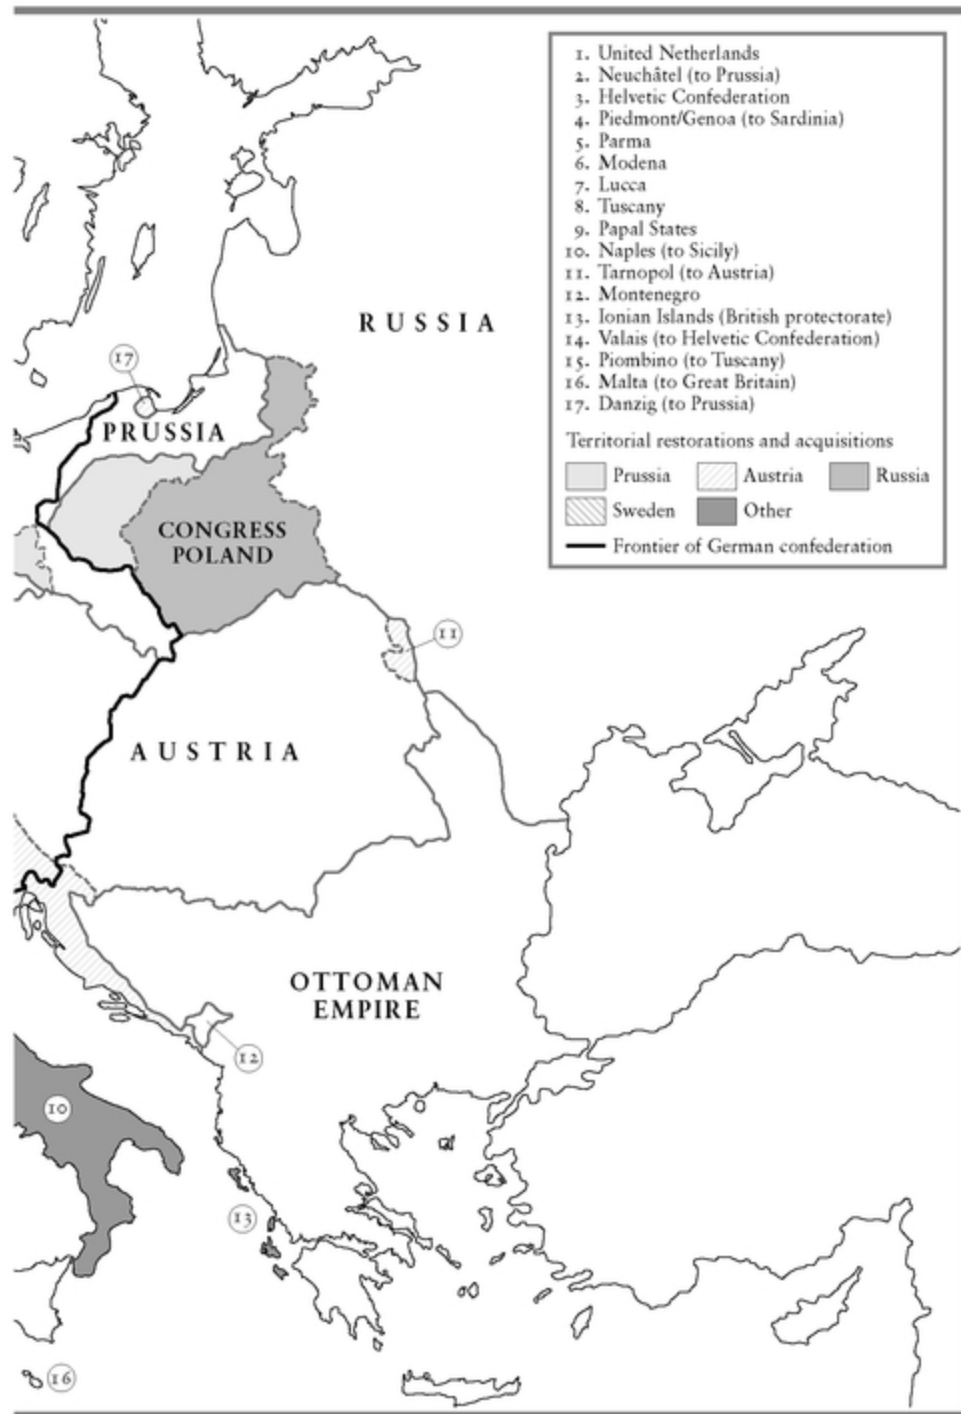 1. United Netherlands
2. Neuchâtel (to Prussia)
3. Helvetic Confederation
4. Piedmont/Genoa (to Sardinia)
5. Parma
6. Modena
7. Lucca
8. Tuscany
9. Papal States
10. Naples (to Sicily)
11. Tarnopol (to Austria)
12. Montenegro
13. Ionian Islands (British protectorate)
14. Valais (to Helvetic Confederation)
15. Piombino (to Tuscany)
16. Malta (to Great Britain)
17. Danzig (to Prussia)
Territorial restorations and acquisitions
Prussia Austria Russia
Sweden Other
Frontier of German confederation
RUSSIA
17
PRUSSIA
CONGRESS
POLAND
11
AUSTRIA
OTTOMAN
EMPIRE
12
10
13
16